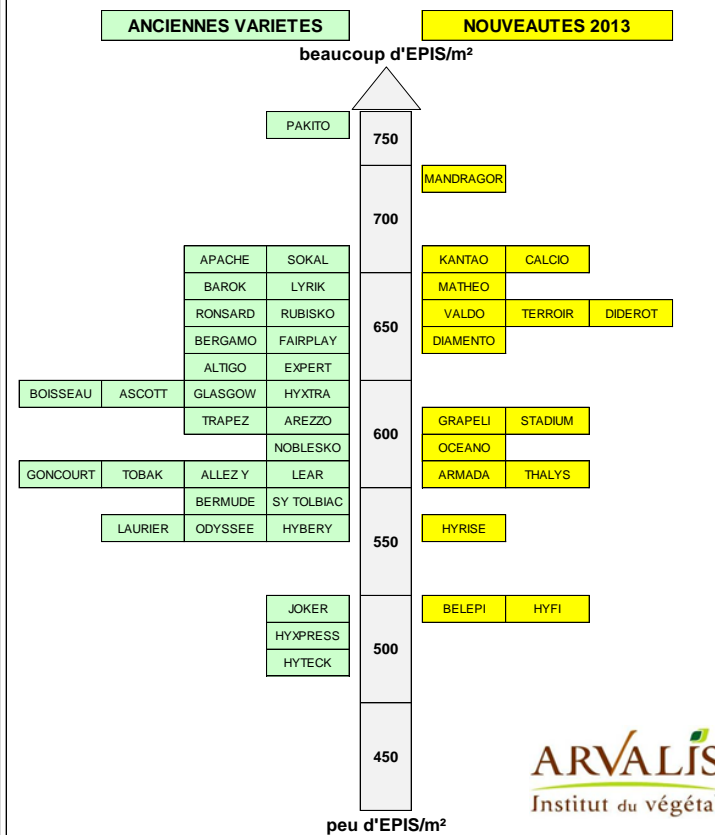 ANCIENNES VARIETES NOUVEAUTES 2013
beaucoup d'EPIS/m²
PAKITO
750
MANDRAGOR
700
APACHE SOKAL KANTAO CALCIO
BAROK LYRIK MATHEO
RONSARD RUBISKO VALDO TERROIR DIDEROT
650
BERGAMO FAIRPLAY DIAMENTO
ALTIGO EXPERT
BOISSEAU ASCOTT GLASGOW HYXTRA
TRAPEZ AREZZO GRAPELI STADIUM
600
NOBLESKO OCEANO
GONCOURT TOBAK ALLEZ Y LEAR ARMADA THALYS
BERMUDE SY TOLBIAC
LAURIER ODYSSEE HYBERY HYRISE
550
JOKER BELEPI HYFI
HYXPRESS
500
HYTECK
450
ARVALIS
Institut du végéta
peu d'EPIS/m²